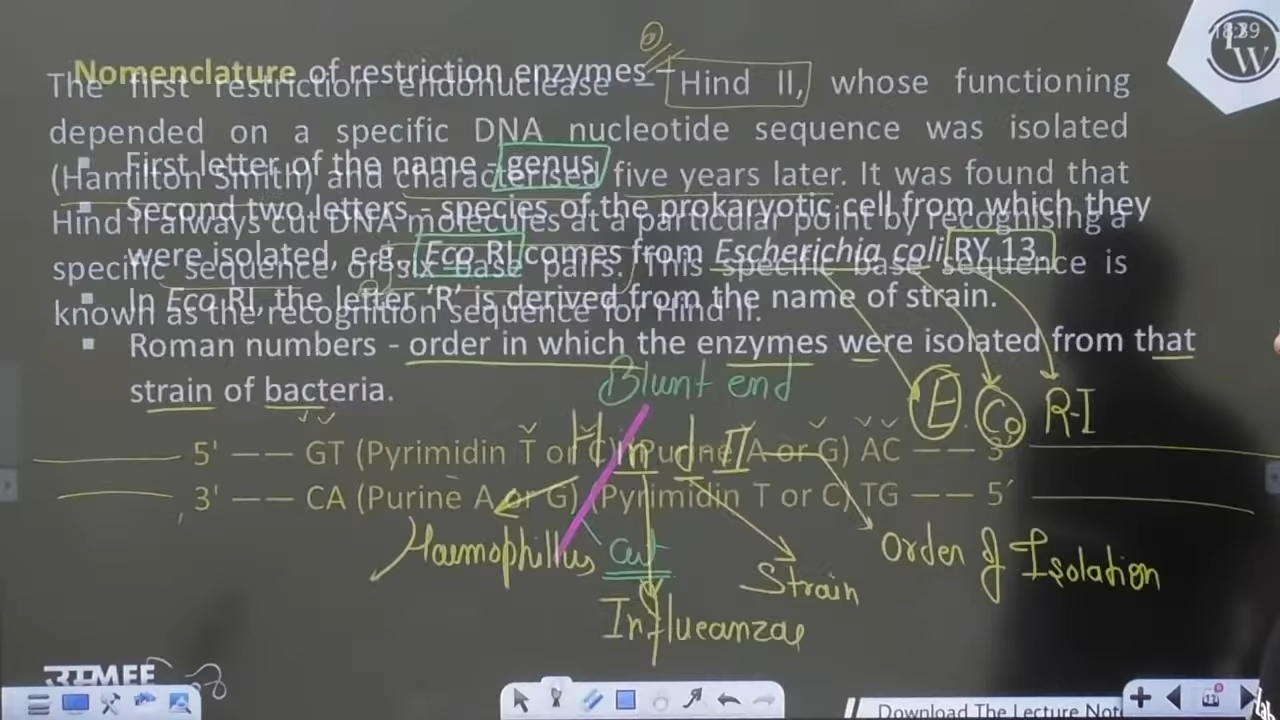 Nomenclature of restriction enzymes –
The first restriction endonuclease – Hind II, whose functioning
depended on a specific DNA nucleotide sequence was isolated
(Hamilton Smith) and characterised five years later. It was found that
Hind II always cut DNA molecules at a particular point by recognising a
specific sequence of six base pairs. This specific base sequence is
known as the recognition sequence for Hind II.
▪ First letter of the name - genus
▪ Second two letters - species of the prokaryotic cell from which they
were isolated, e.g., Eco RI comes from Escherichia coli RY 13.
▪ In Eco RI, the letter ‘R’ is derived from the name of strain.
▪ Roman numbers - order in which the enzymes were isolated from that
strain of bacteria.
Blunt end
E Co R-I
H in d II
5' —— GT (Pyrimidin T or C) (Purine A or G) AC —— 3'
3' —— CA (Purine A or G) (Pyrimidin T or C) TG —— 5'
Haemophillus
Cut
Strain
Order of Isolation
Influeanzae
उम्मीद
Download The Lecture Not
18:39
W